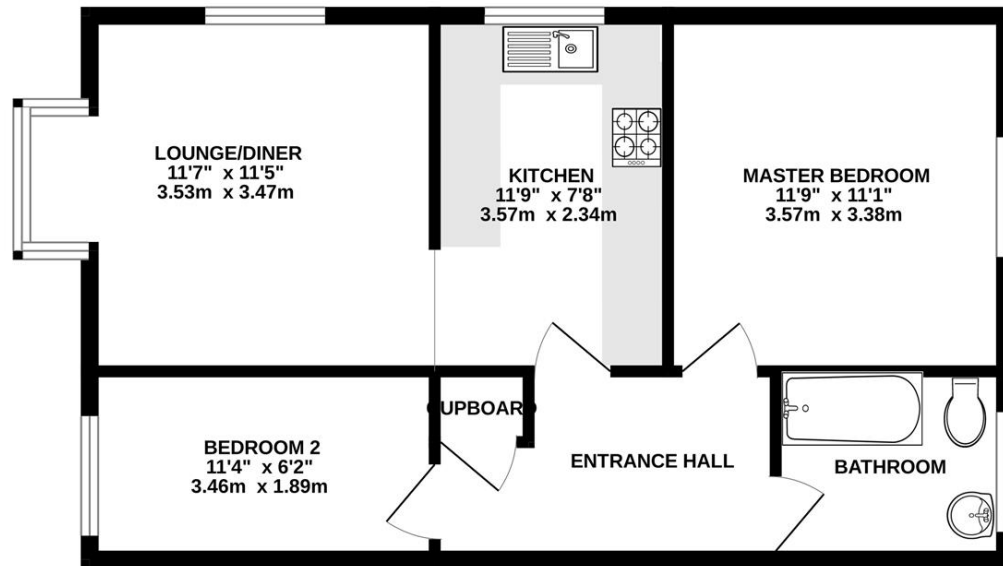 LOUNGE/DINER
11'7" x 11'5"
3.53m x 3.47m
KITCHEN
11'9" x 7'8"
3.57m x 2.34m
MASTER BEDROOM
11'9" x 11'1"
3.57m x 3.38m
CUPBOARD
BEDROOM 2
11'4" x 6'2"
3.46m x 1.89m
ENTRANCE HALL
BATHROOM